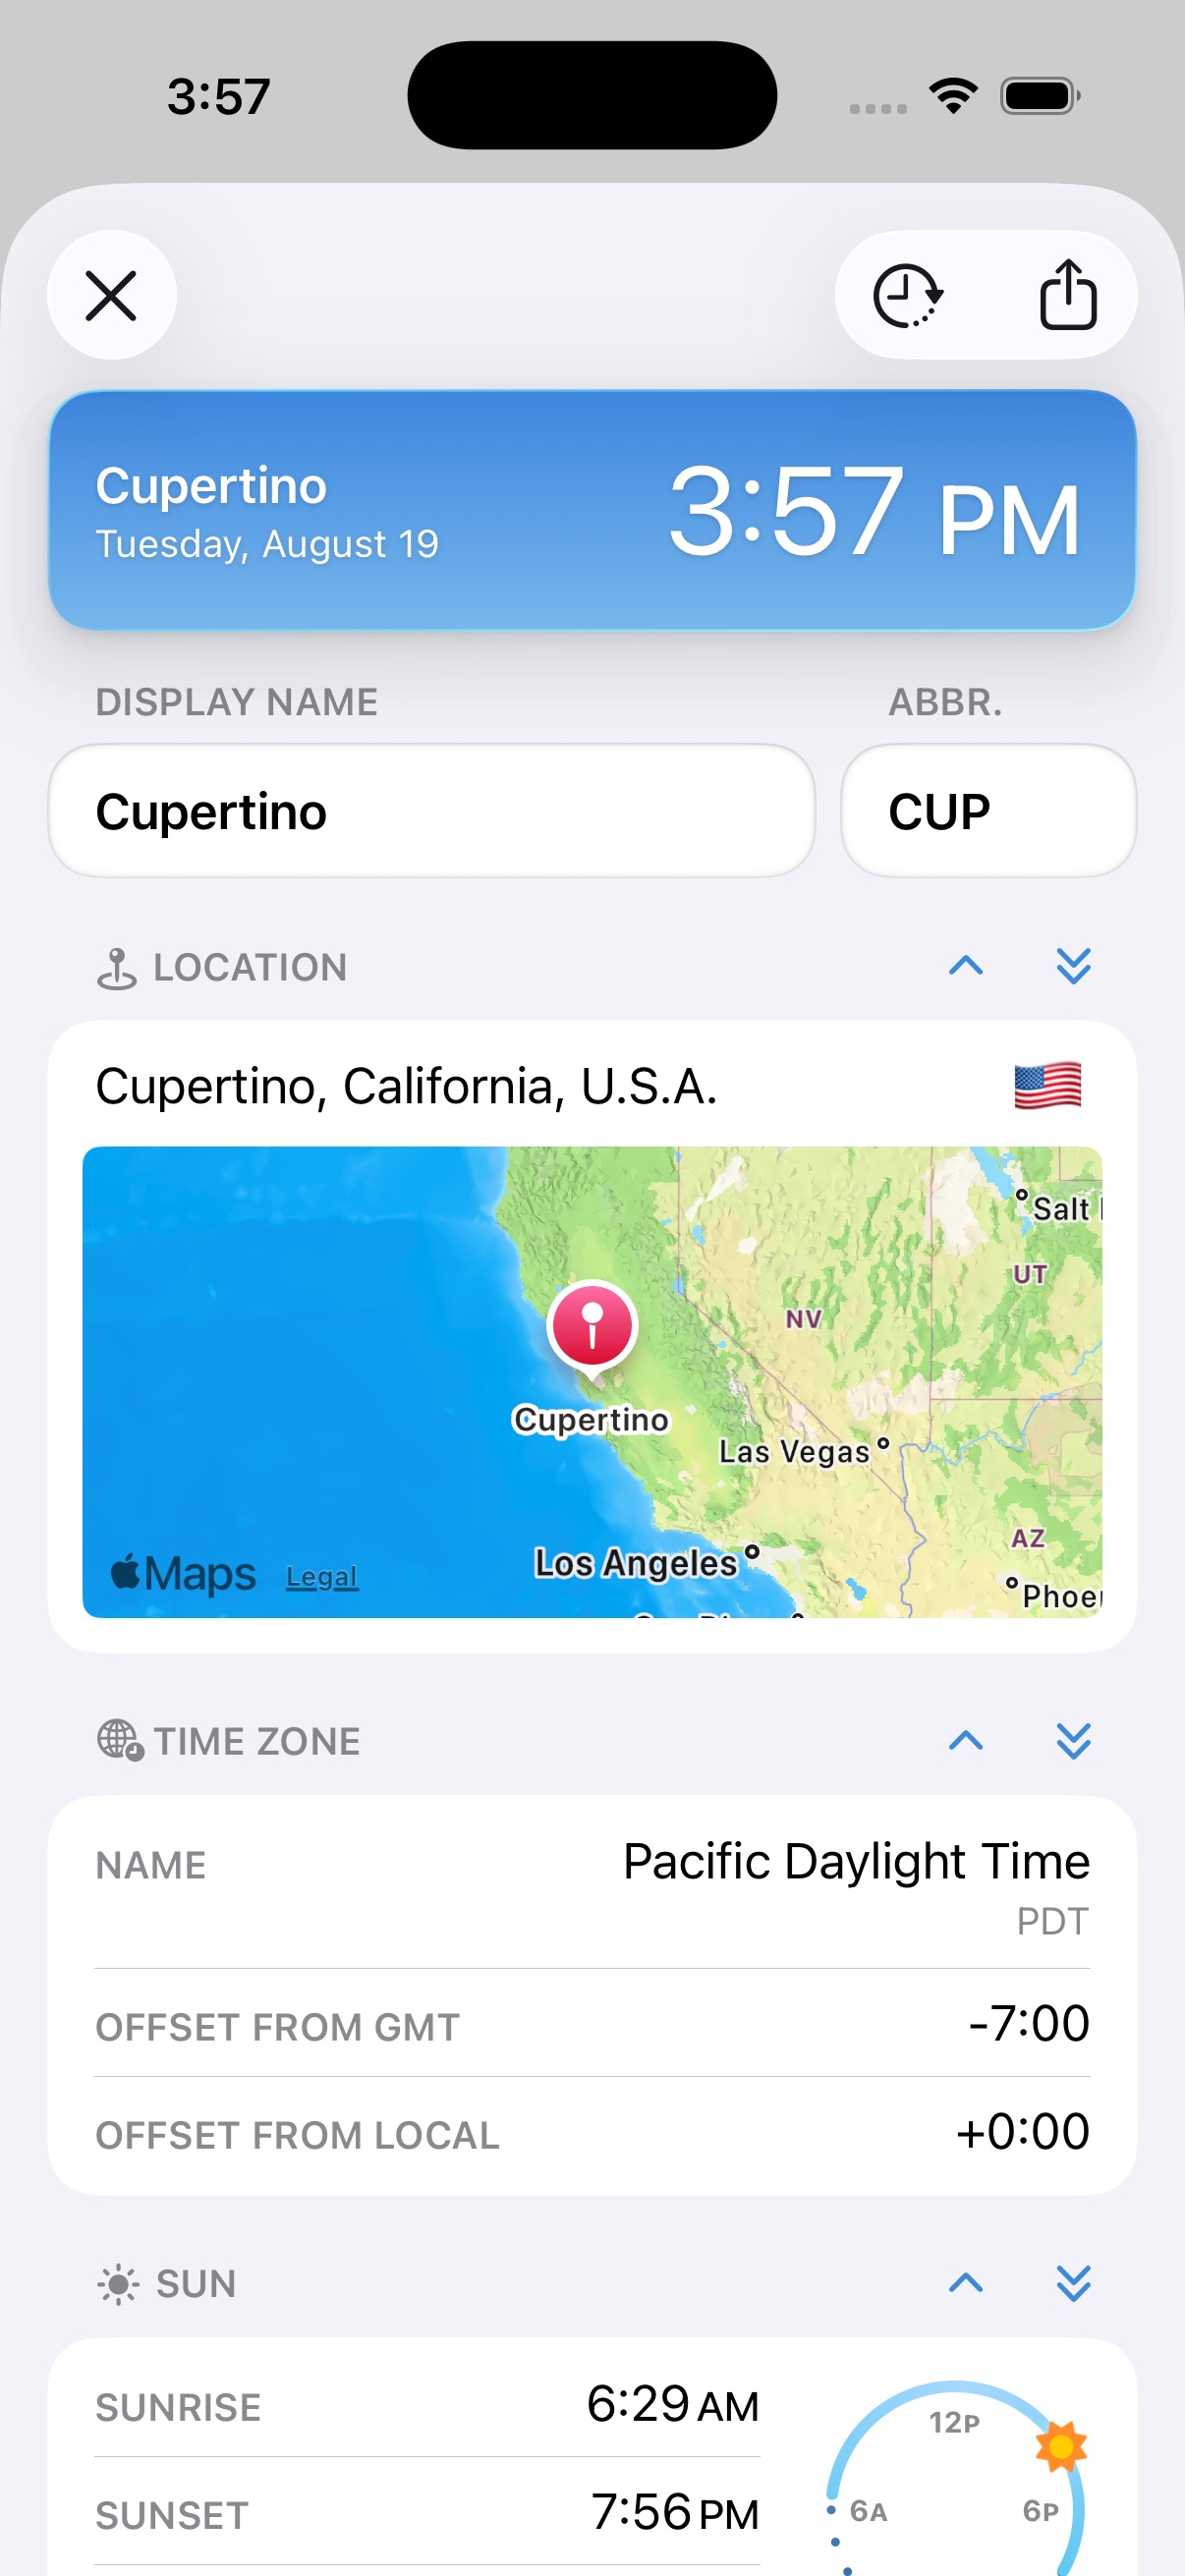 3:57
Cupertino
Tuesday, August 19
3:57 PM
DISPLAY NAME
ABBR.
Cupertino
CUP
LOCATION
Cupertino, California, U.S.A.
Salt
UT
NV
Cupertino
Las Vegas
Los Angeles
AZ
Maps
Legal
TIME ZONE
NAME
Pacific Daylight Time
PDT
OFFSET FROM GMT
-7:00
OFFSET FROM LOCAL
+0:00
SUN
SUNRISE
6:29 AM
12P
SUNSET
7:56 PM
6A
6P